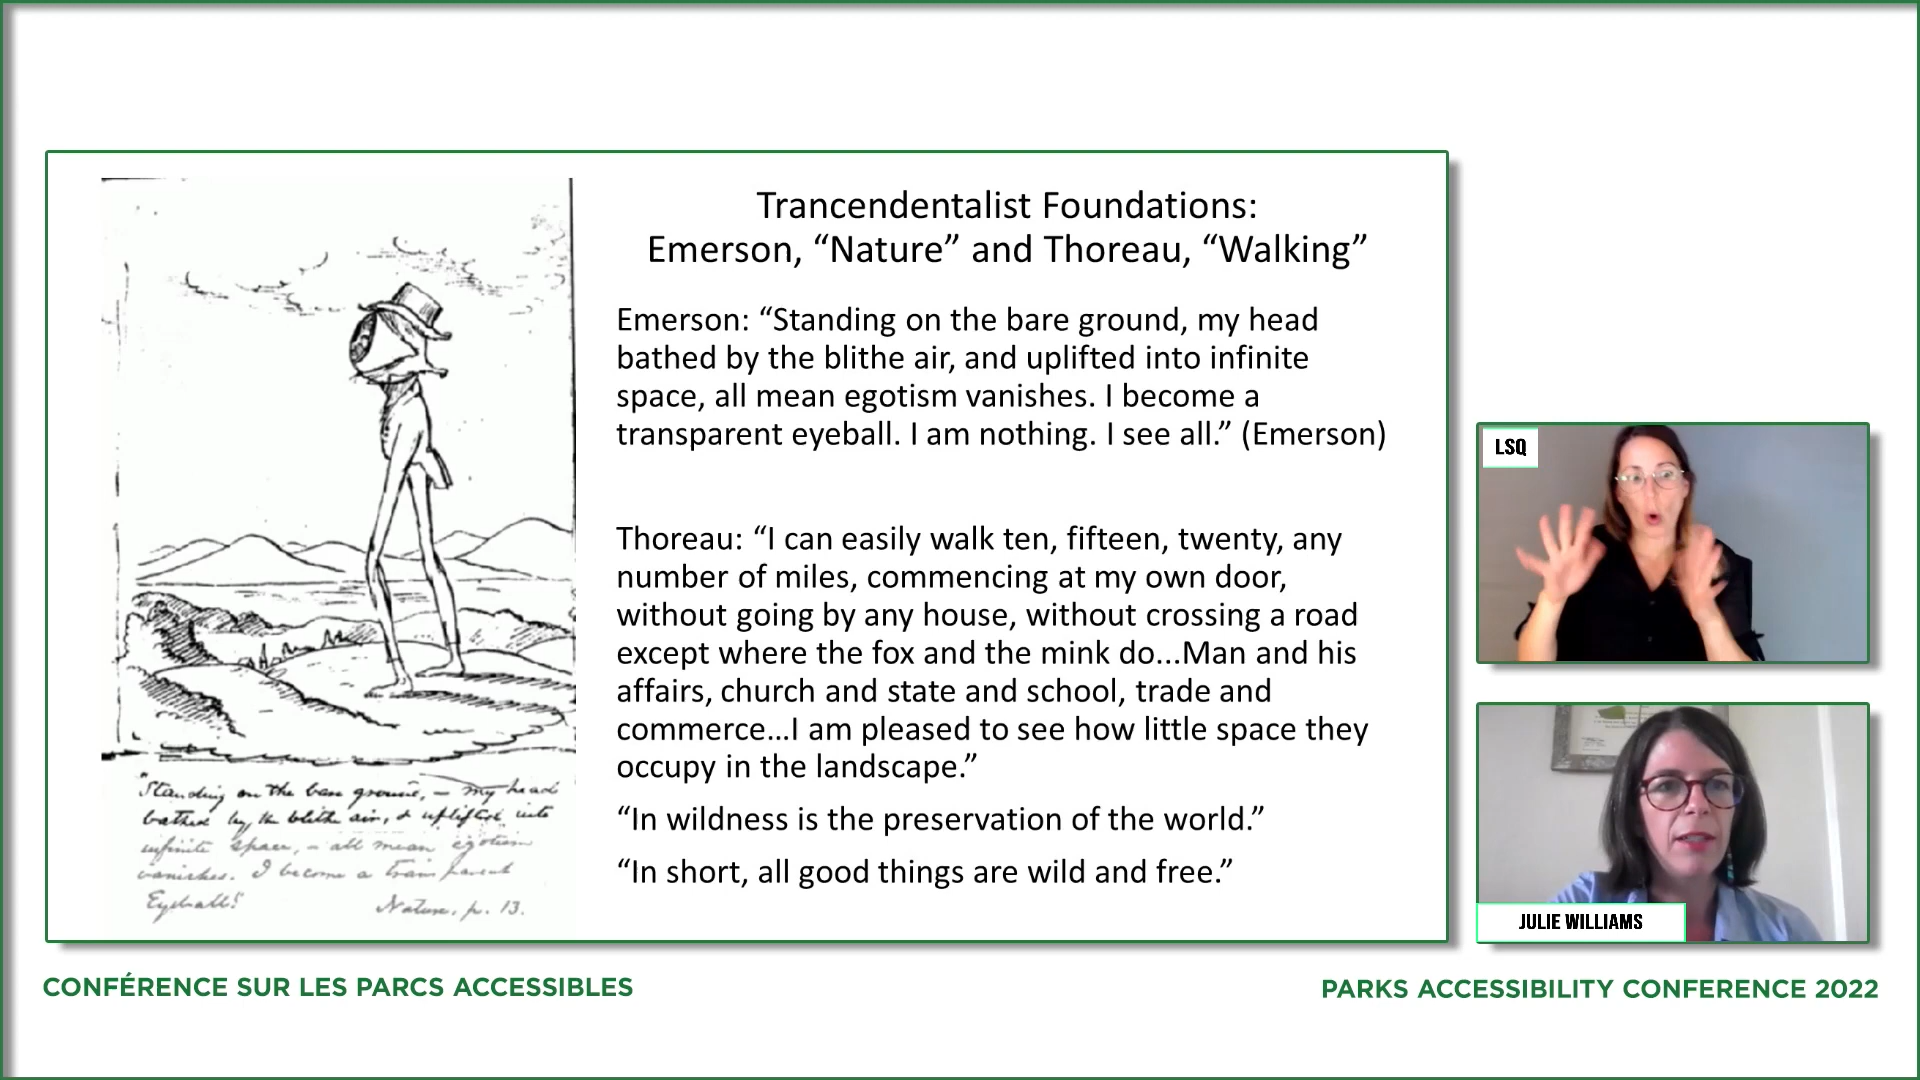 Trancendentalist Foundations:
Emerson, “Nature” and Thoreau, “Walking”
Emerson: “Standing on the bare ground, my head
bathed by the blithe air, and uplifted into infinite
space, all mean egotism vanishes. I become a
transparent eyeball. I am nothing. I see all.” (Emerson)
Thoreau: “I can easily walk ten, fifteen, twenty, any
number of miles, commencing at my own door,
without going by any house, without crossing a road
except where the fox and the mink do...Man and his
affairs, church and state and school, trade and
commerce...I am pleased to see how little space they
occupy in the landscape.”
“In wildness is the preservation of the world.”
“In short, all good things are wild and free.”
"Standing on the bare ground, – my head
bathed by the blithe air, & uplifted into
infinite space, – all mean egotism
vanishes. I become a transparent
Eyeball."
Nature, p. 13.
LSQ
JULIE WILLIAMS
CONFÉRENCE SUR LES PARCS ACCESSIBLES
PARKS ACCESSIBILITY CONFERENCE 2022